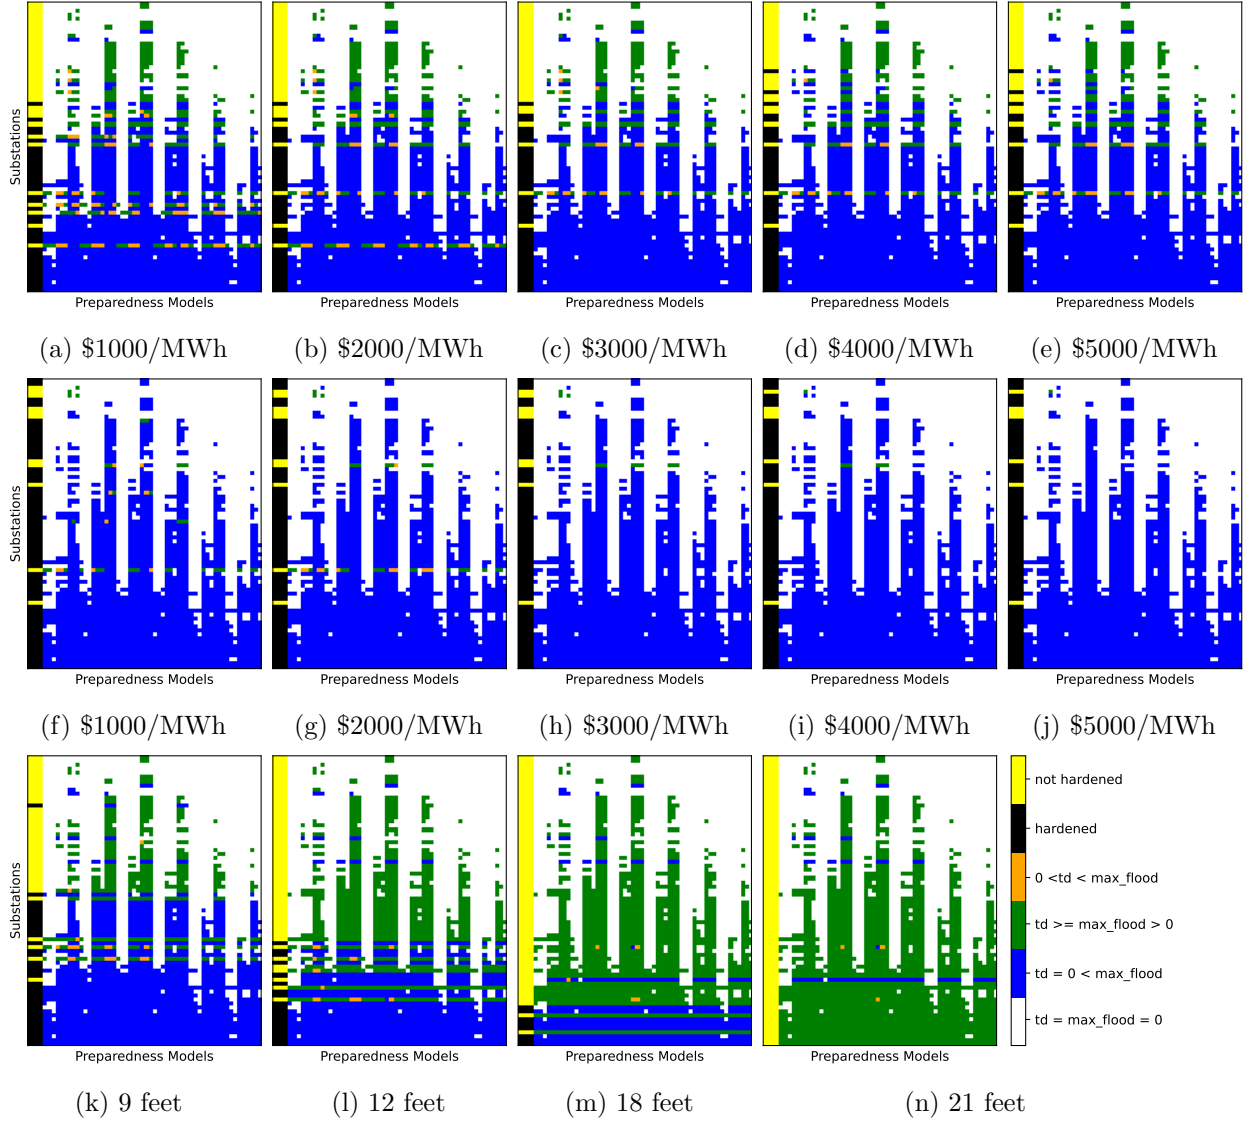 Substations
Preparedness Models
Preparedness Models
Preparedness Models
Preparedness Models
Preparedness Models
(a) $1000/MWh
(b) $2000/MWh
(c) $3000/MWh
(d) $4000/MWh
(e) $5000/MWh
Substations
Preparedness Models
Preparedness Models
Preparedness Models
Preparedness Models
Preparedness Models
(f) $1000/MWh
(g) $2000/MWh
(h) $3000/MWh
(i) $4000/MWh
(j) $5000/MWh
Substations
Preparedness Models
Preparedness Models
Preparedness Models
Preparedness Models
not hardened
hardened
0 <td < max_flood
td >= max_flood > 0
td = 0 < max_flood
td = max_flood = 0
(k) 9 feet
(l) 12 feet
(m) 18 feet
(n) 21 feet